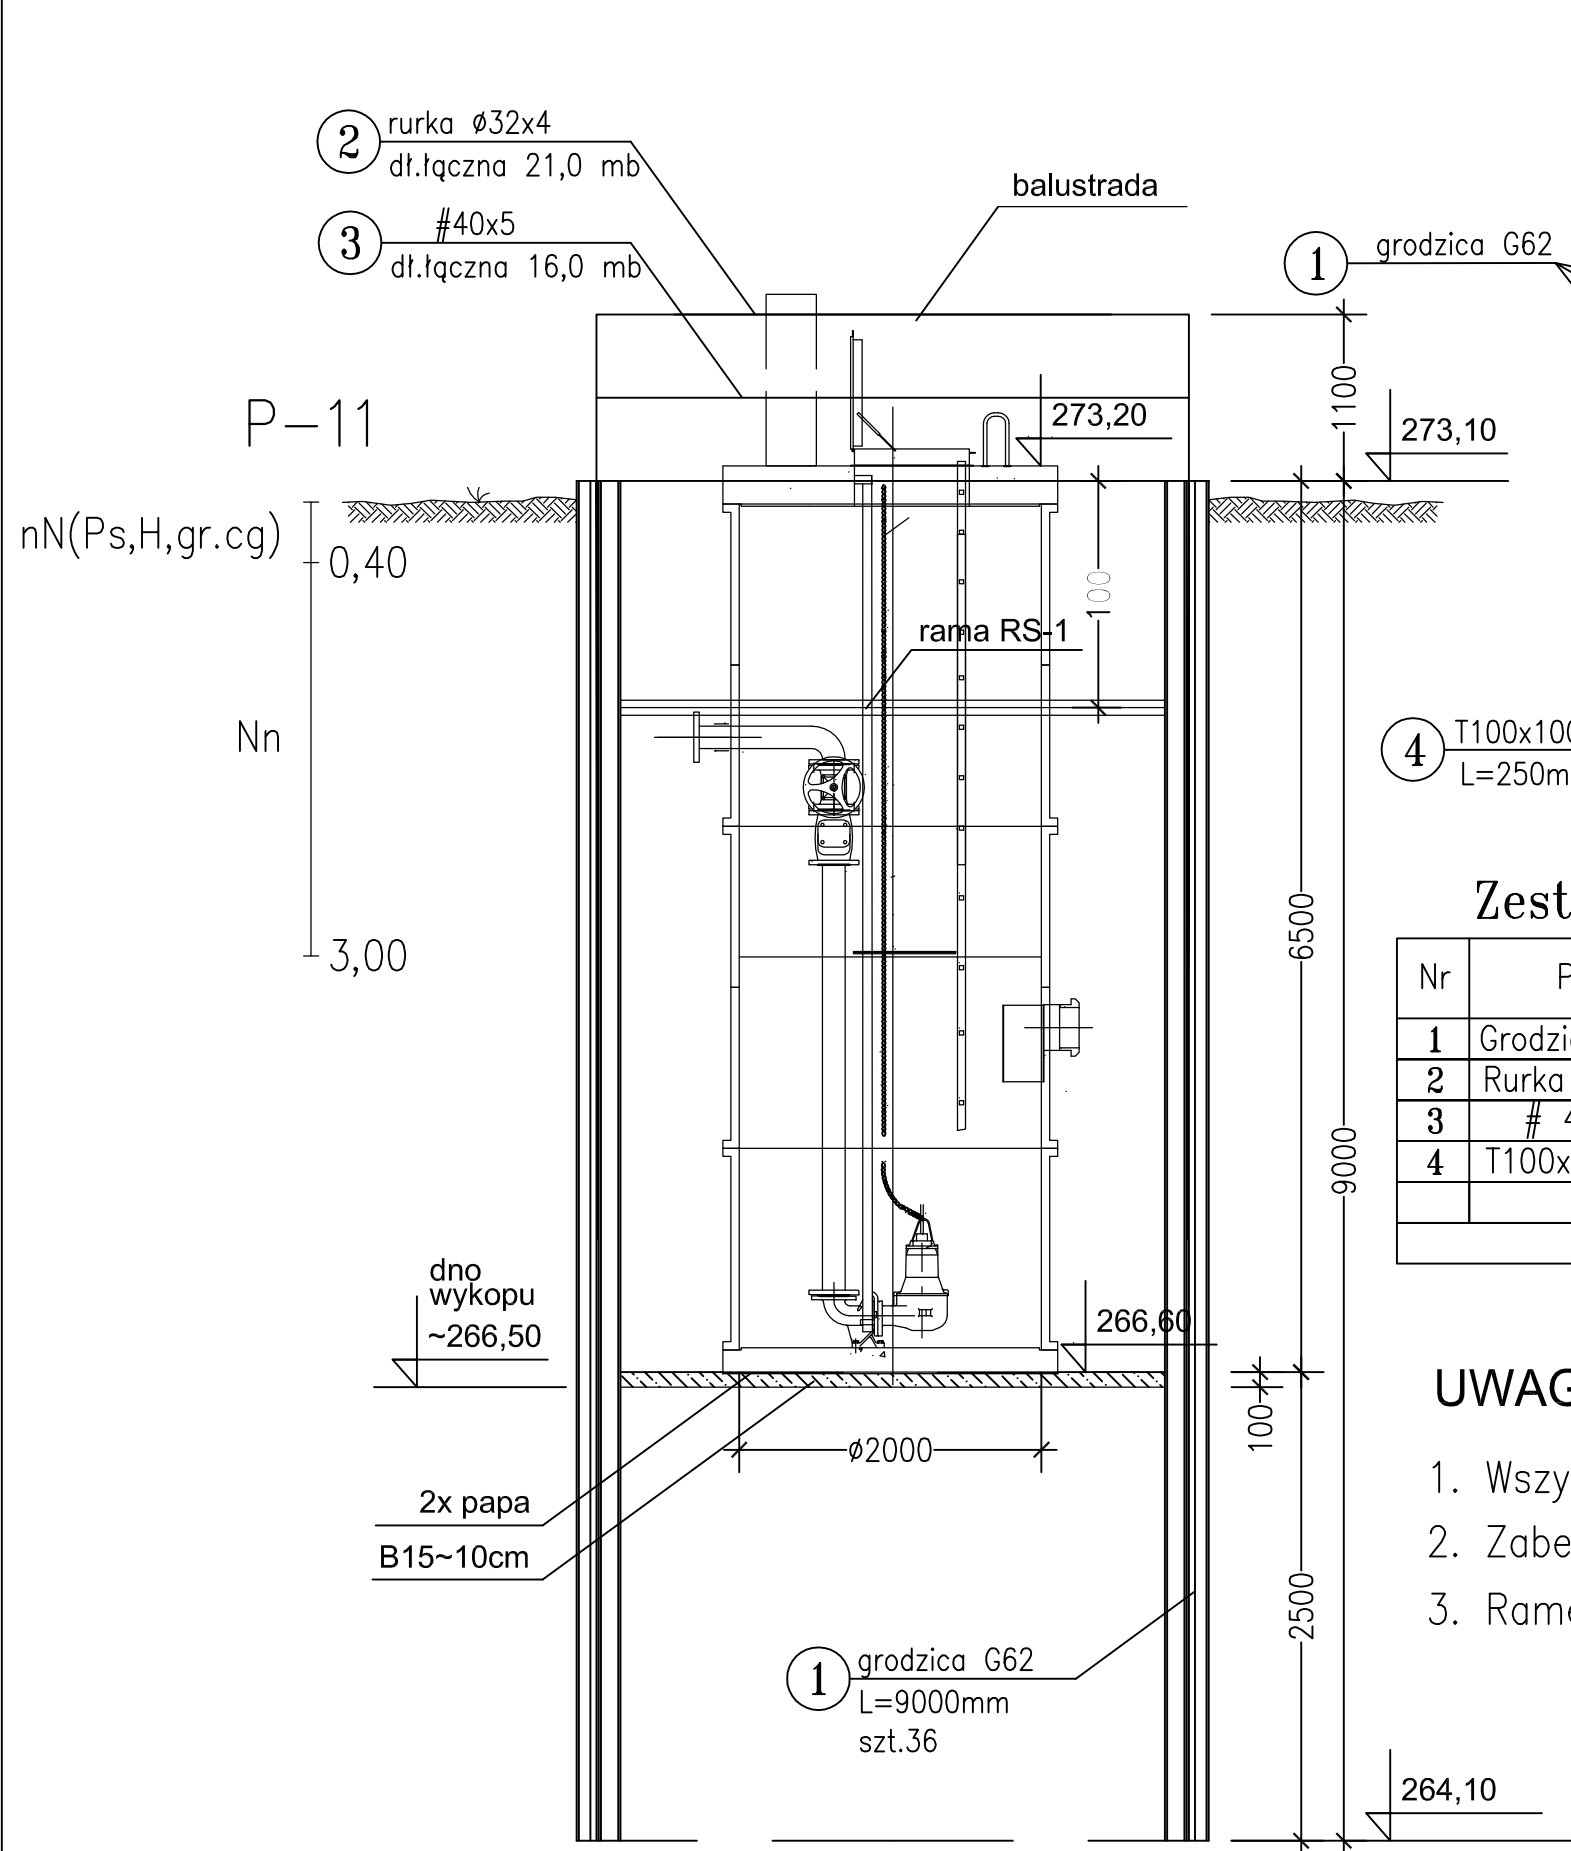 2 rurka ø32x4
dł.łączna 21,0 mb
3 #40x5
dł.łączna 16,0 mb
balustrada
1 grodzica G62
1100
273,20
273,10
P-11
nN(Ps,H,gr.cg)
0,40
100
rama RS-1
Nn
4 T100x100
L=250m
3,00
6500
9000
Zest
Nr P
1 Grodzi
2 Rurka
3 #
4 T100x
dno
wykopu
~266,50
266,60
UWAG
100
ø2000
1. Wszy
2x papa
2. Zabe
B15~10cm
2500
3. Ram
1 grodzica G62
L=9000mm
szt.36
264,10